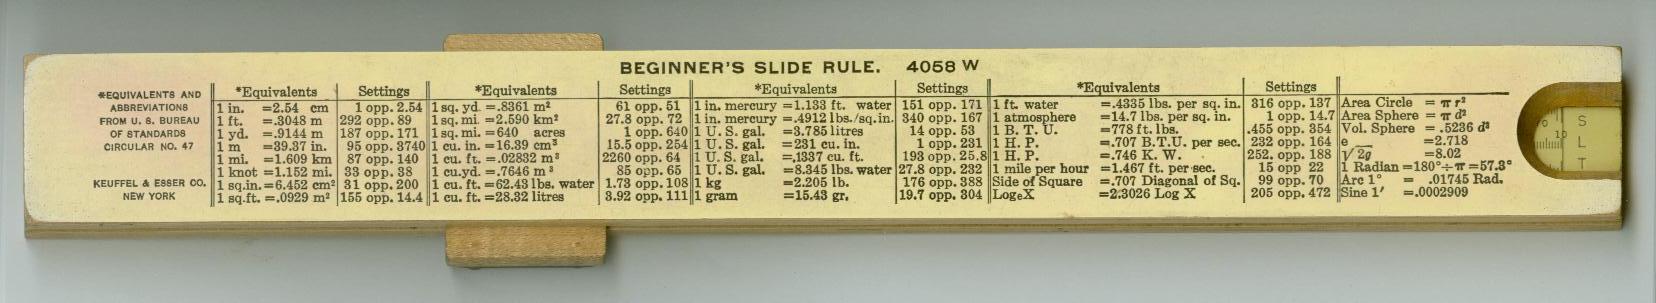 BEGINNER'S SLIDE RULE. 4058 W
*EQUIVALENTS AND
ABBREVIATIONS
FROM U. S. BUREAU
OF STANDARDS
CIRCULAR NO. 47
KEUFFEL & ESSER CO.
NEW YORK
*Equivalents Settings
1 in. =2.54 cm 1 opp. 2.54
1 ft. =.3048 m 292 opp. 89
1 yd. =.9144 m 187 opp. 171
1 m =39.37 in. 95 opp. 3740
1 mi. =1.609 km 87 opp. 140
1 knot =1.152 mi. 33 opp. 38
1 sq.in. =6.452 cm² 31 opp. 200
1 sq.ft. =.0929 m² 155 opp. 14.4
*Equivalents Settings
1 sq. yd. =.8361 m² 61 opp. 51
1 sq. mi. =2.590 km² 27.8 opp. 72
1 sq. mi. =640 acres 1 opp. 640
1 cu. in. =16.39 cm³ 15.5 opp. 254
1 cu. ft. =.02832 m³ 2260 opp. 64
1 cu. yd. =.7646 m³ 85 opp. 65
1 cu. ft. =62.43 lbs. water 1.73 opp. 108
1 cu. ft. =28.32 litres 3.92 opp. 111
*Equivalents Settings
1 in. mercury =1.133 ft. water 151 opp. 171
1 in. mercury =.4912 lbs./sq.in. 340 opp. 167
1 U. S. gal. =3.785 litres 14 opp. 53
1 U. S. gal. =231 cu. in. 1 opp. 231
1 U. S. gal. =.1337 cu. ft. 193 opp. 25.8
1 U. S. gal. =8.345 lbs. water 27.8 opp. 232
1 kg =2.205 lb. 176 opp. 388
1 gram =15.43 gr. 19.7 opp. 304
*Equivalents Settings
1 ft. water =.4335 lbs. per sq. in. 316 opp. 137
1 atmosphere =14.7 lbs. per sq. in. 1 opp. 14.7
1 B. T. U. =778 ft. lbs. .455 opp. 354
1 H. P. =.707 B.T.U. per sec. 232 opp. 164
1 H. P. =.746 K. W. 252. opp. 188
1 mile per hour =1.467 ft. per sec. 15 opp 22
Side of Square =.707 Diagonal of Sq. 99 opp. 70
LogeX =2.3026 Log X 205 opp. 472
Area Circle = π r²
Area Sphere = π d²
Vol. Sphere = .5236 d³
e =2.718
√2g =8.02
1 Radian =180°÷π=57.3°
Arc 1° = .01745 Rad.
Sine 1′ =.0002909
S
L
T
10